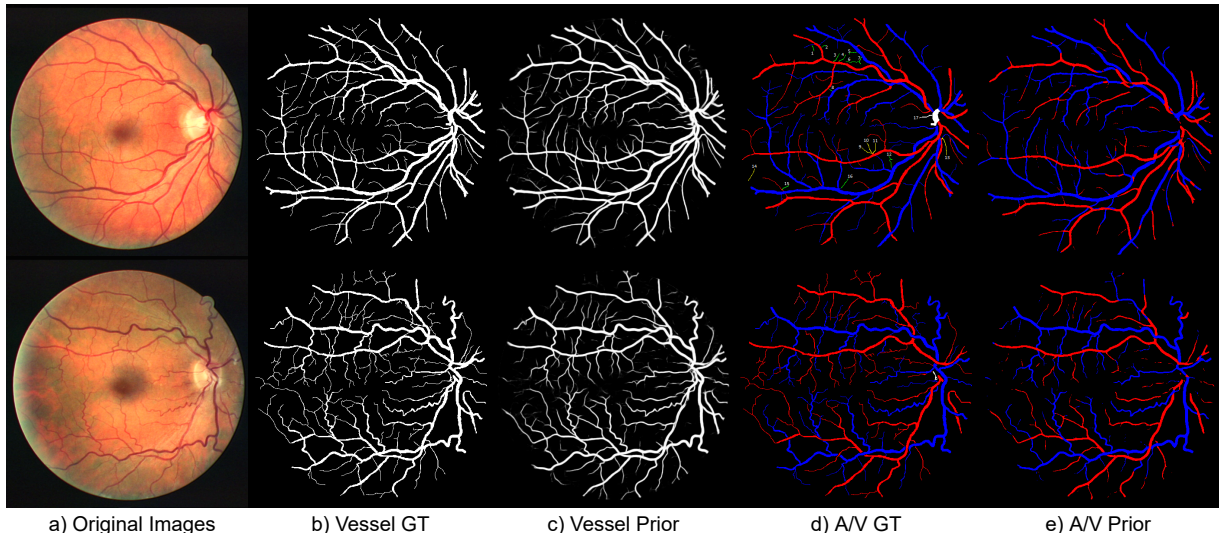 a) Original Images
b) Vessel GT
c) Vessel Prior
d) A/V GT
e) A/V Prior